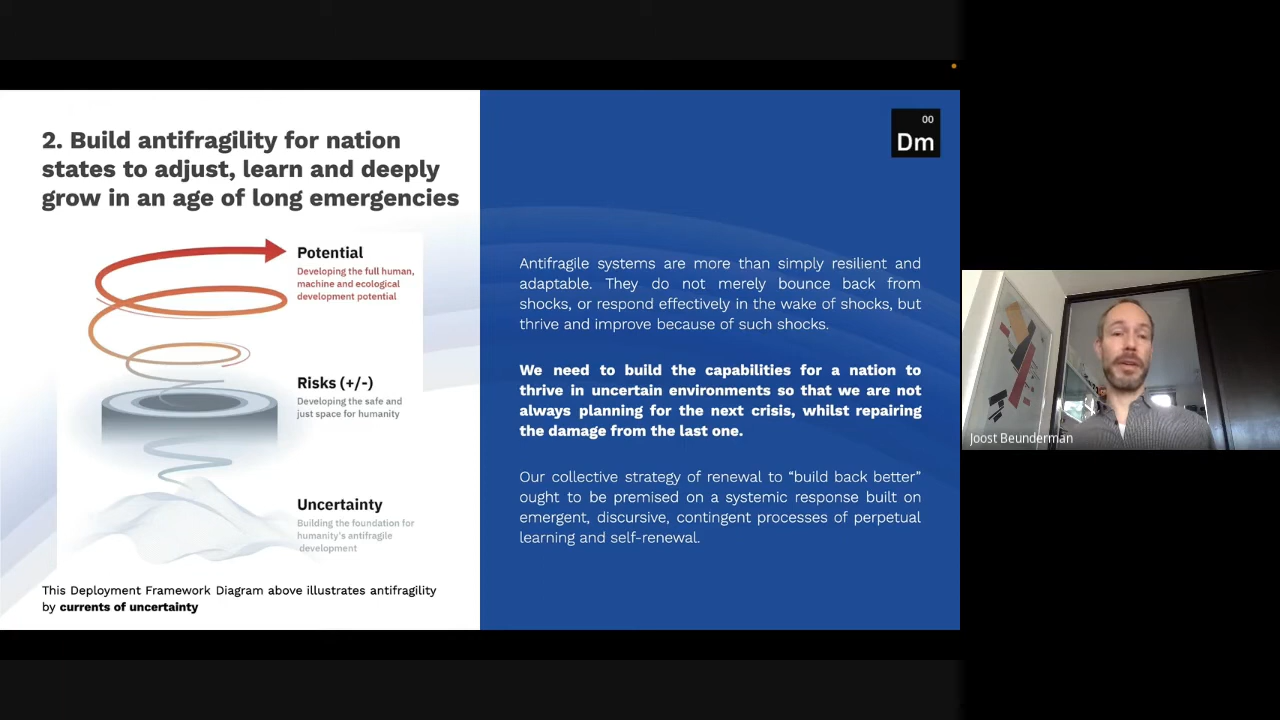 2. Build antifragility for nation
states to adjust, learn and deeply
grow in an age of long emergencies
Potential
Developing the full human,
machine and ecological
development potential
Risks (+/-)
Developing the safe and
just space for humanity
Uncertainty
Building the foundation for
humanity's antifragile
development
This Deployment Framework Diagram above illustrates antifragility
by currents of uncertainty
00
Dm
Antifragile systems are more than simply resilient and
adaptable. They do not merely bounce back from
shocks, or respond effectively in the wake of shocks, but
thrive and improve because of such shocks.
We need to build the capabilities for a nation to
thrive in uncertain environments so that we are not
always planning for the next crisis, whilst repairing
the damage from the last one.
Our collective strategy of renewal to “build back better”
ought to be premised on a systemic response built on
emergent, discursive, contingent processes of perpetual
learning and self-renewal.
Joost Beunderman